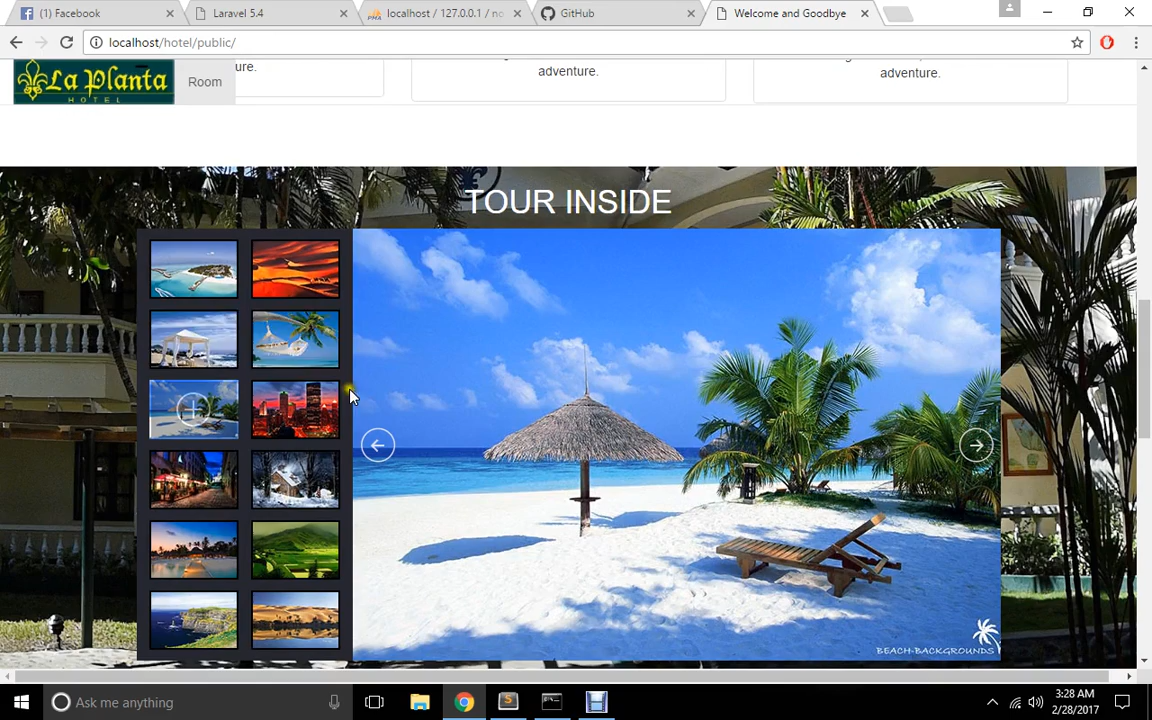 (1) Facebook
Laravel 5.4
localhost / 127.0.0.1 / no
GitHub
Welcome and Goodbye
localhost/hotel/public/
La Planta
HOTEL
Room
ure.
adventure.
adventure.
TOUR INSIDE
BEACH-BACKGROUNDS
Ask me anything
3:28 AM
2/28/2017